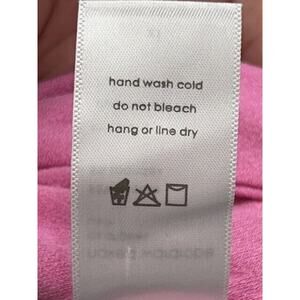 hand wash cold
do not bleach
hang or line dry